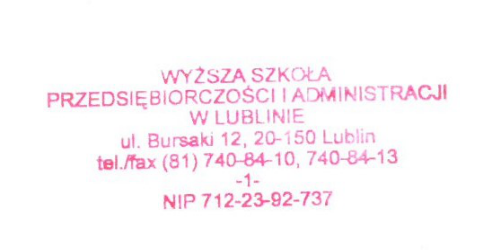 WYŻSZA SZKOŁA
PRZEDSIĘBIORCZOŚCI I ADMINISTRACJI
W LUBLINIE
ul. Bursaki 12, 20-150 Lublin
tel./fax (81) 740-84-10, 740-84-13
-1-
NIP 712-23-92-737